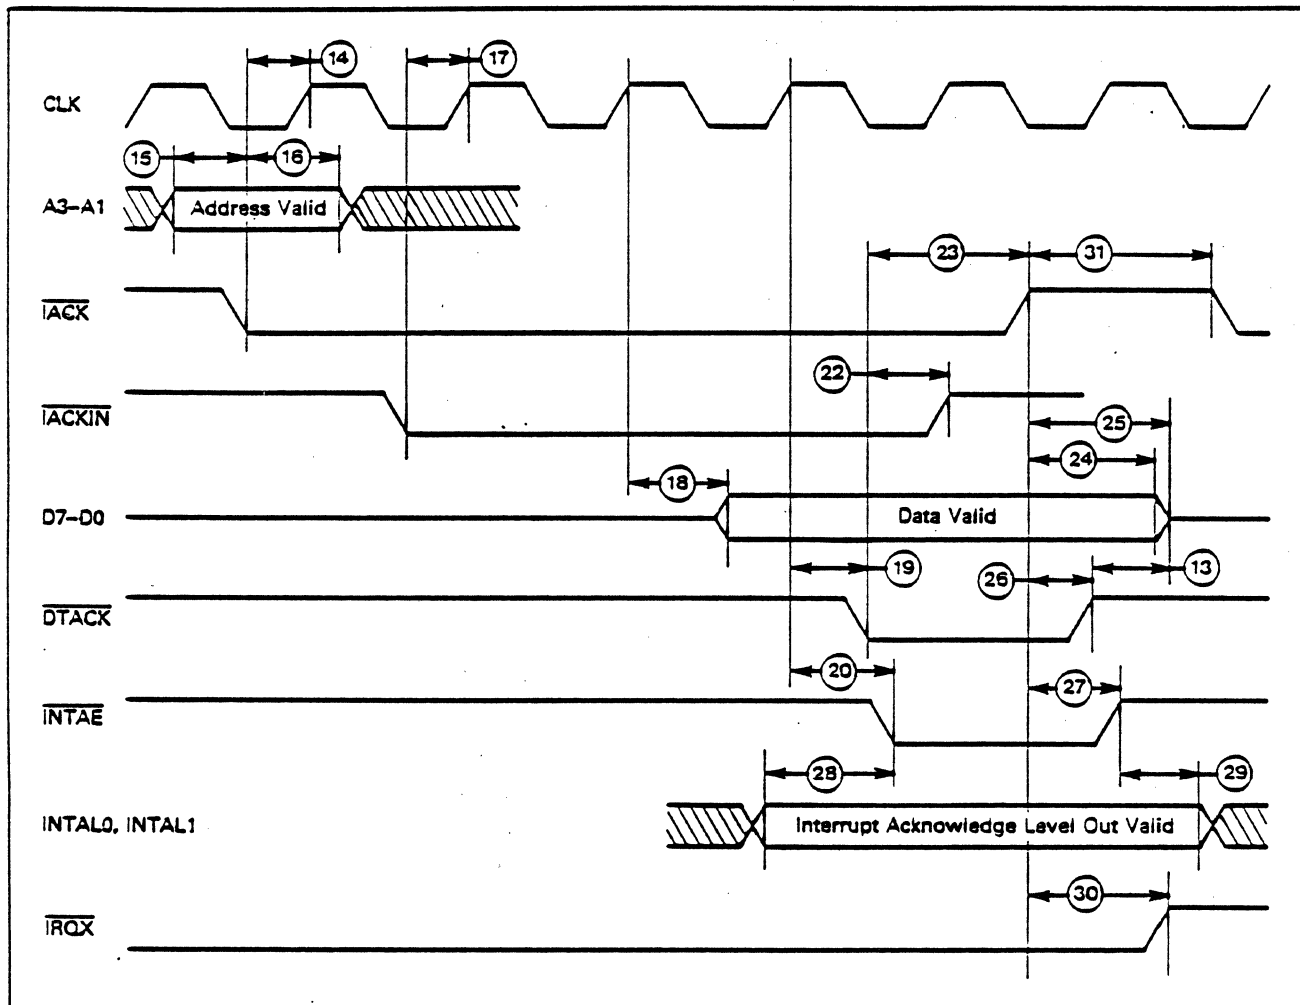 14
17
CLK
15
16
A3-A1
Address Valid
23
31
IACK
22
IACKIN
25
24
18
D7-D0
Data Valid
19
26
13
DTACK
20
27
INTAE
28
29
INTAL0, INTAL1
Interrupt Acknowledge Level Out Valid
30
IRQX